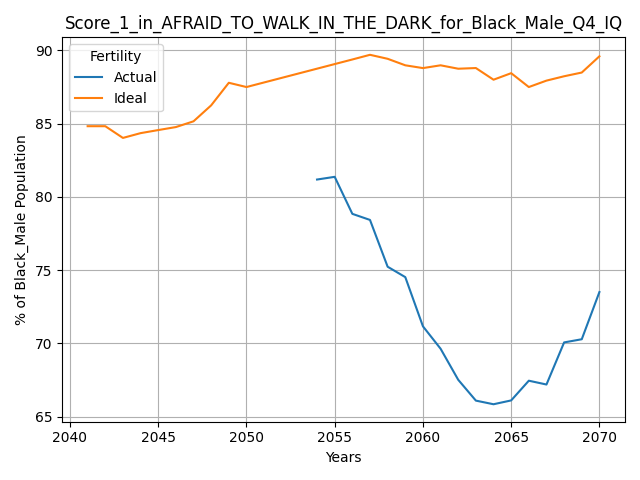 Score_1_in_AFRAID_TO_WALK_IN_THE_DARK_for_Black_Male_Q4_IQ
Fertility
Actual
Ideal
90
85
80
75
70
65
% of Black_Male Population
2040
2045
2050
2055
2060
2065
2070
Years